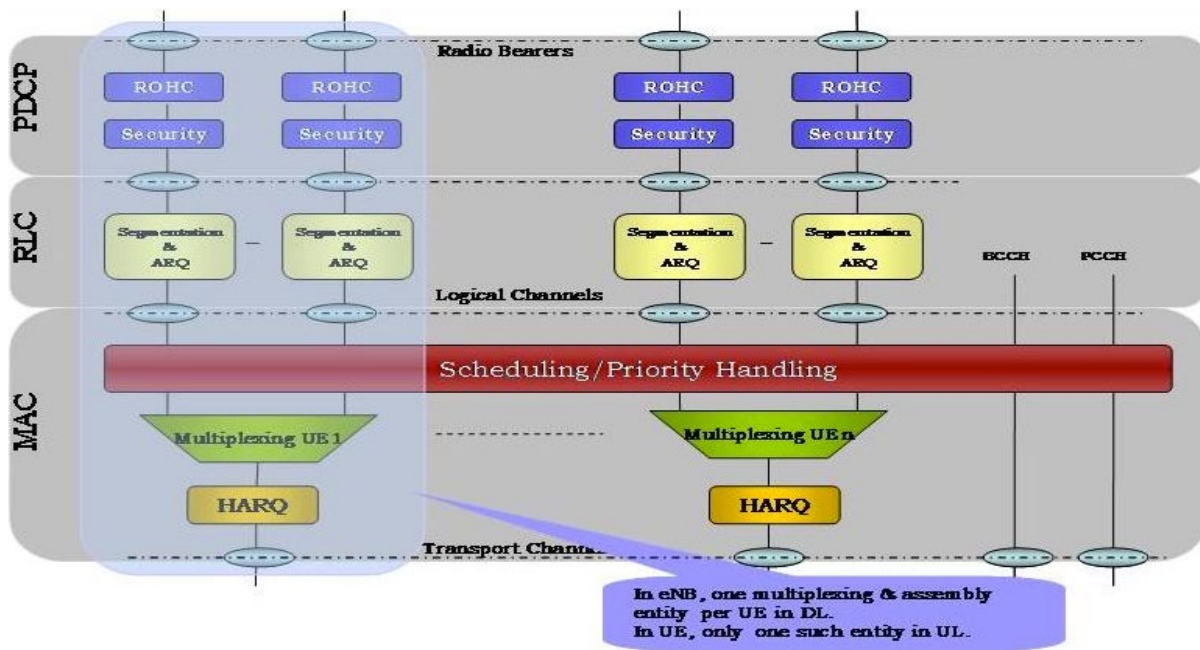 PDCP
Radio Bearers
ROHC
ROHC
ROHC
ROHC
Security
Security
Security
Security
RLC
Segmentation
&
ARQ
Segmentation
&
ARQ
Segmentation
&
ARQ
Segmentation
&
ARQ
BCCH
PCCH
Logical Channels
MAC
Scheduling/Priority Handling
Multiplexing UE 1
Multiplexing UE n
HARQ
HARQ
Transport Chann
In eNB, one multiplexing & assembly
entity per UE in DL.
In UE, only one such entity in UL.